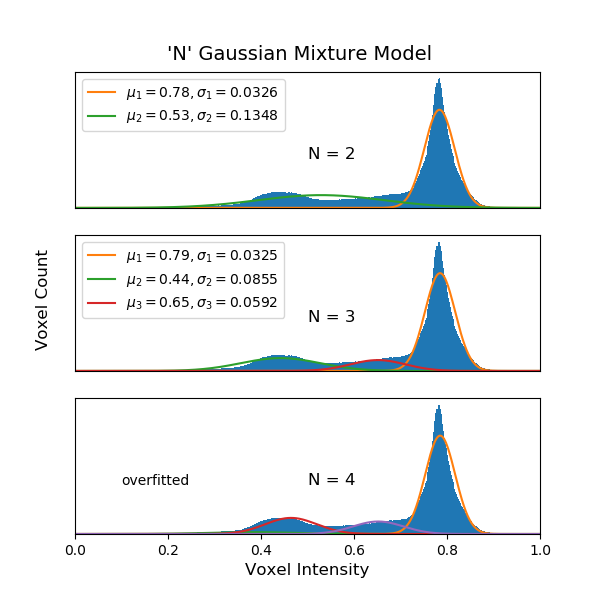 'N' Gaussian Mixture Model
μ₁ = 0.78, σ₁ = 0.0326
μ₂ = 0.53, σ₂ = 0.1348
N = 2
μ₁ = 0.79, σ₁ = 0.0325
μ₂ = 0.44, σ₂ = 0.0855
μ₃ = 0.65, σ₃ = 0.0592
N = 3
Voxel Count
overfitted
N = 4
0.0 0.2 0.4 0.6 0.8 1.0
Voxel Intensity